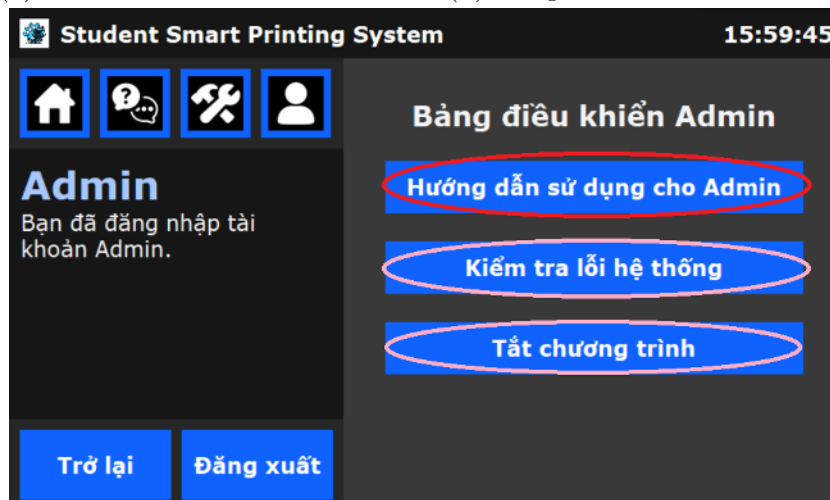 Student Smart Printing System
15:59:45
Admin
Bạn đã đăng nhập tài
khoản Admin.
Trở lại
Đăng xuất
Bảng điều khiển Admin
Hướng dẫn sử dụng cho Admin
Kiểm tra lỗi hệ thống
Tắt chương trình